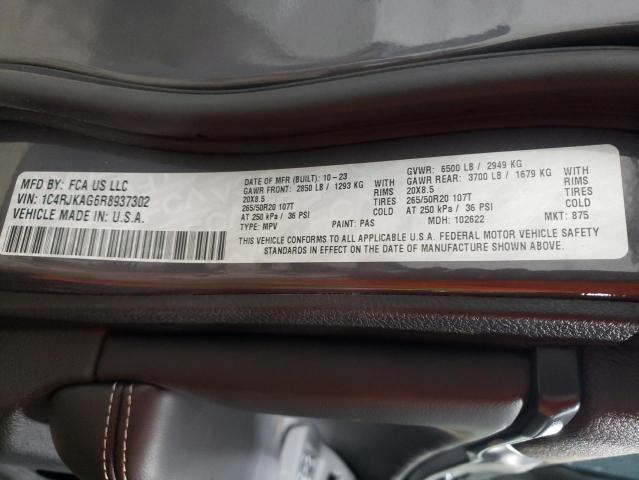 MFD BY: FCA US LLC
VIN: 1C4RJKAG6R8937302
VEHICLE MADE IN U.S.A.
DATE OF MFR (BUILT): 10-23 GVWR: 6500 LB / 2949 KG
GAWR FRONT: 2850 LB / 1293 KG WITH GAWR REAR: 3700 LB / 1679 KG WITH
20X8.5 RIMS 20X8.5 RIMS
265/50R20 107T TIRES 265/50R20 107T TIRES
AT 250 kPa / 36 PSI COLD AT 250 kPa / 36 PSI COLD
TYPE: MPV PAINT: PAS MDH: 102622 MKT: 875
THIS VEHICLE CONFORMS TO ALL APPLICABLE U.S.A. FEDERAL MOTOR VEHICLE SAFETY
STANDARDS IN EFFECT ON THE DATE OF MANUFACTURE SHOWN ABOVE.